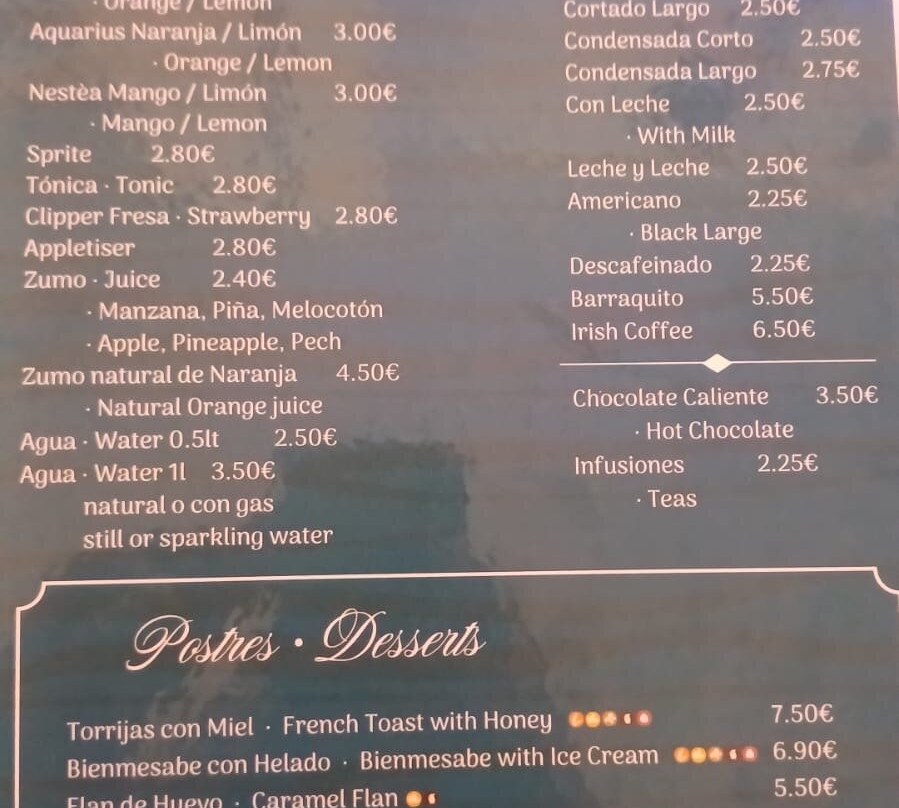 · Orange / Lemon
Aquarius Naranja / Limón 3.00€
· Orange / Lemon
Nestèa Mango / Limón 3.00€
· Mango / Lemon
Sprite 2.80€
Tónica · Tonic 2.80€
Clipper Fresa · Strawberry 2.80€
Appletiser 2.80€
Zumo · Juice 2.40€
· Manzana, Piña, Melocotón
· Apple, Pineapple, Pech
Zumo natural de Naranja 4.50€
· Natural Orange juice
Agua · Water 0.5lt 2.50€
Agua · Water 1l 3.50€
natural o con gas
still or sparkling water
Cortado Largo 2.50€
Condensada Corto 2.50€
Condensada Largo 2.75€
Con Leche 2.50€
· With Milk
Leche y Leche 2.50€
Americano 2.25€
· Black Large
Descafeinado 2.25€
Barraquito 5.50€
Irish Coffee 6.50€
Chocolate Caliente 3.50€
· Hot Chocolate
Infusiones 2.25€
· Teas
Postres · Desserts
Torrijas con Miel · French Toast with Honey 7.50€
Bienmesabe con Helado · Bienmesabe with Ice Cream 6.90€
Flan de Huevo · Caramel Flan 5.50€